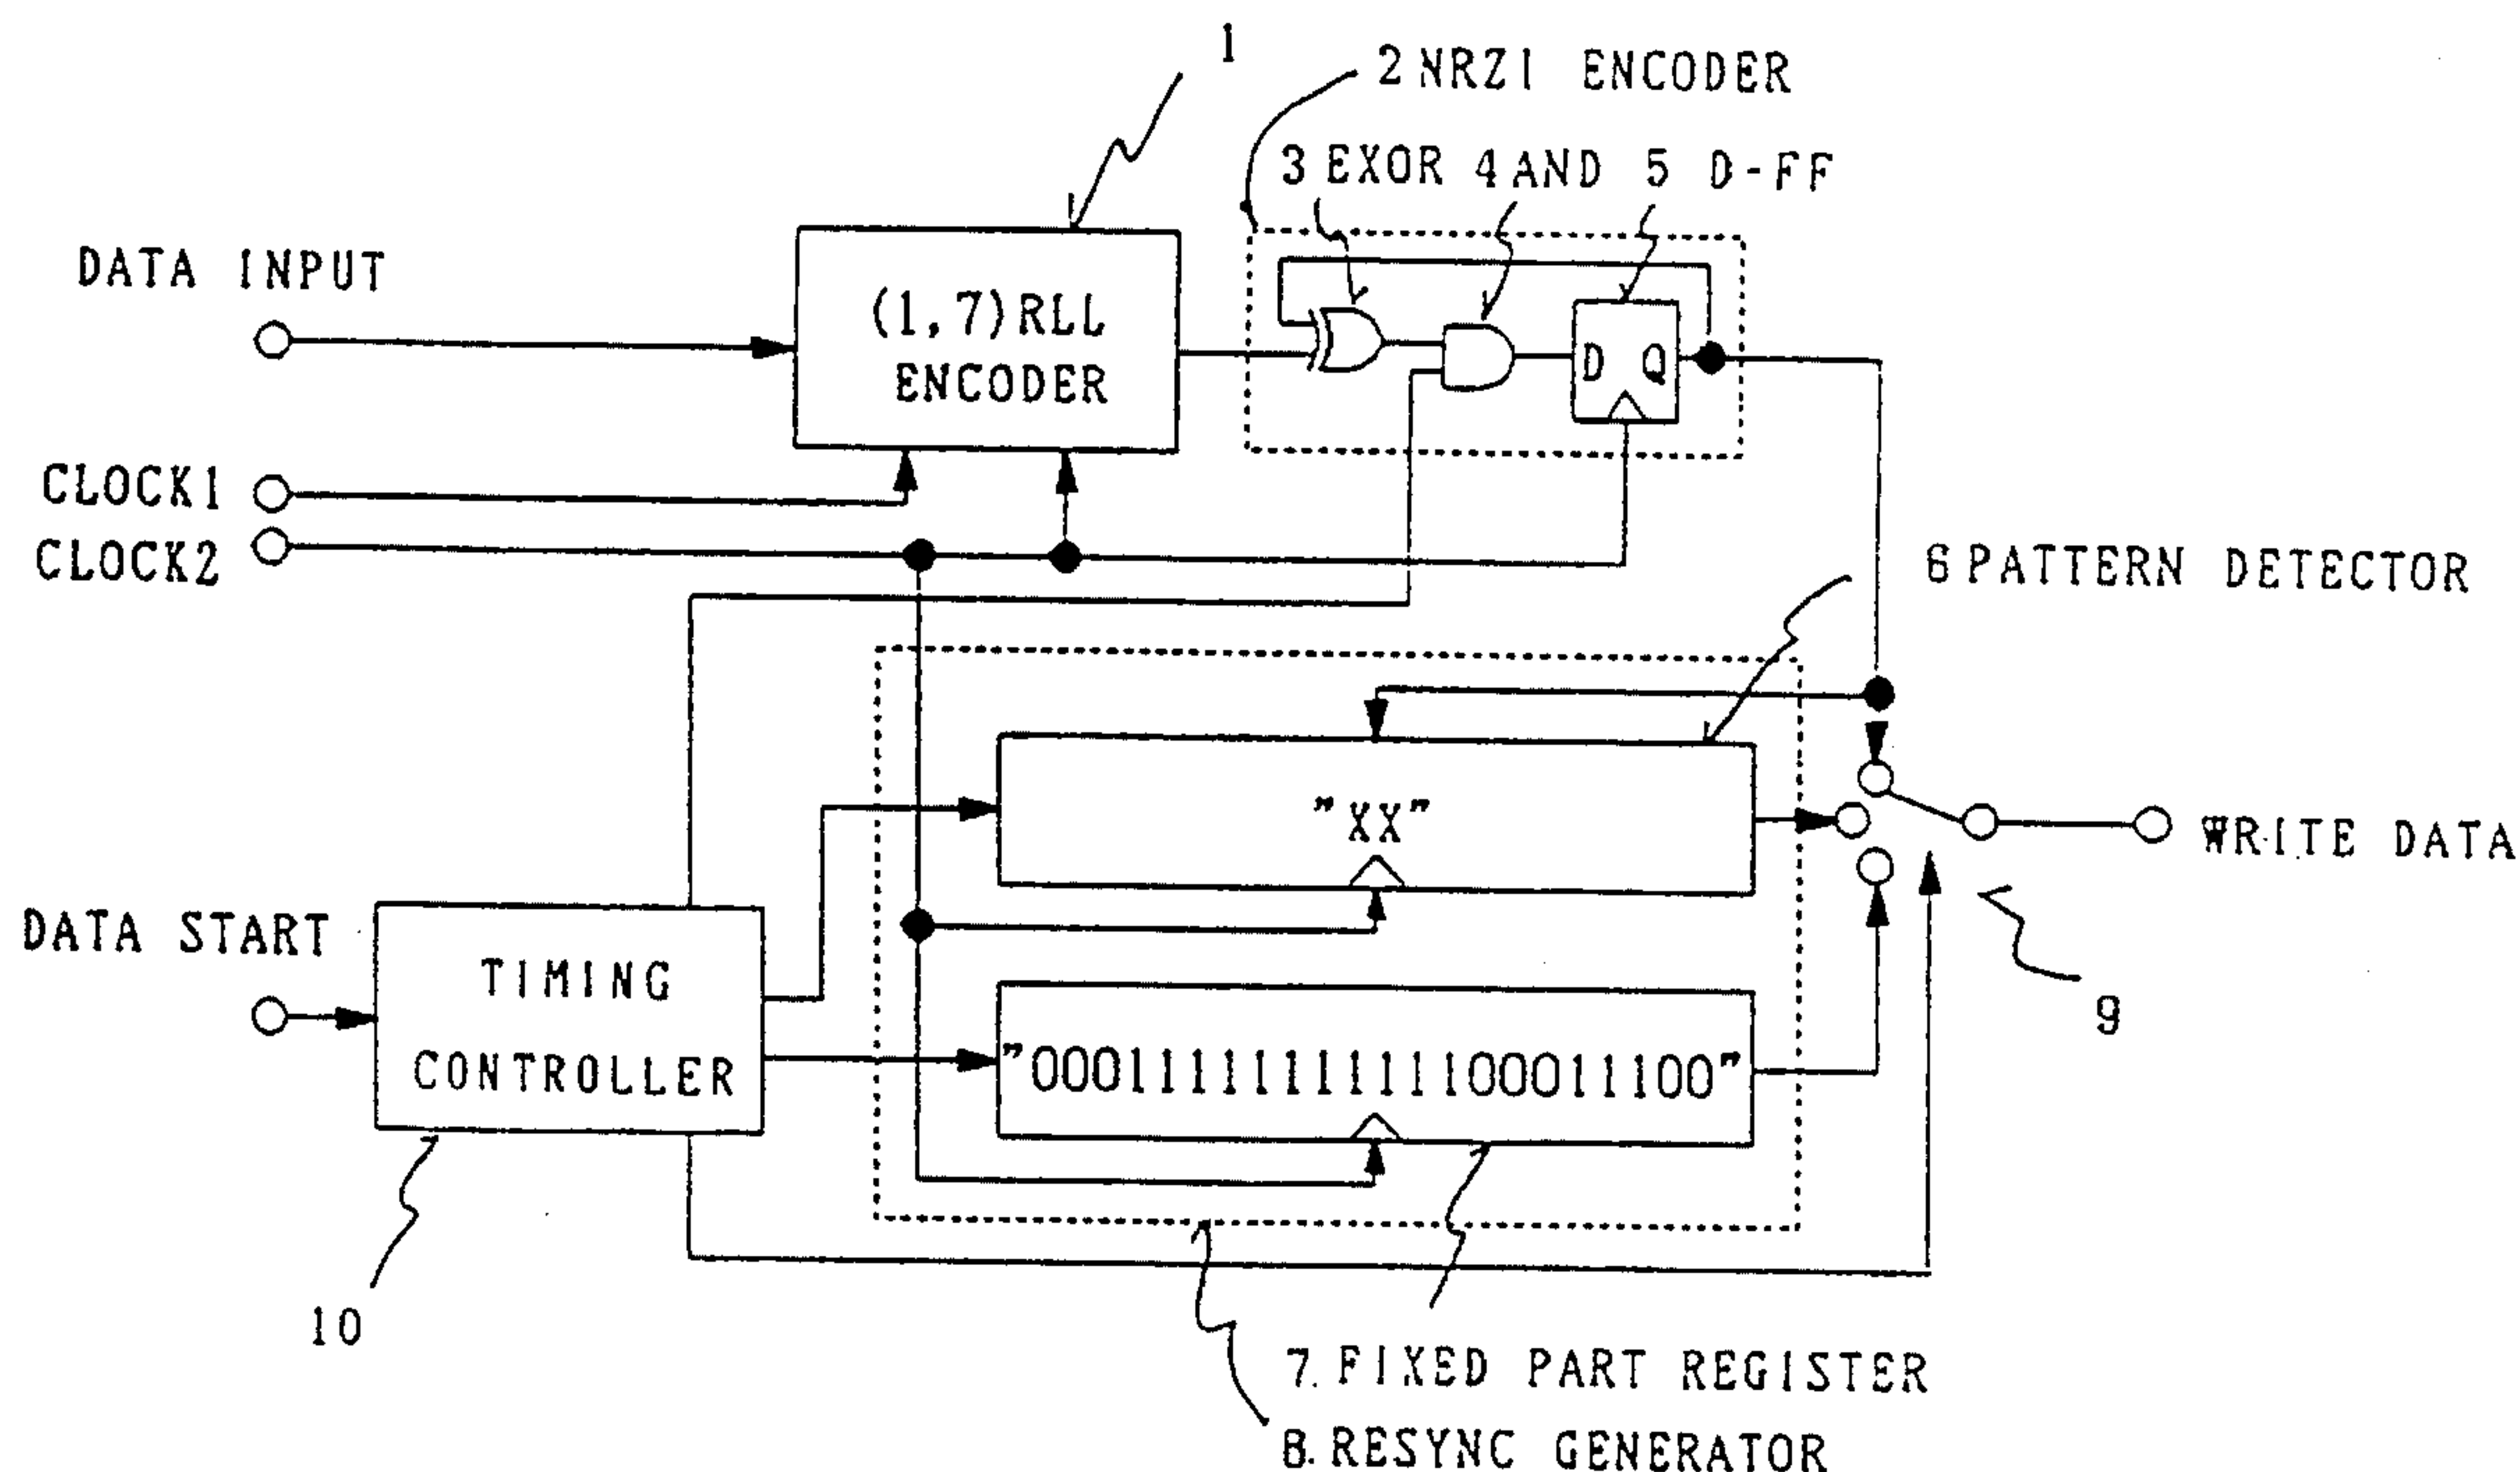 1
2 NRZI ENCODER
3 EXOR 4 AND 5 D-FF
DATA INPUT
(1,7)RLL
ENCODER
D Q
CLOCK1
CLOCK2
6 PATTERN DETECTOR
"XX"
WRITE DATA
DATA START
TIMING
CONTROLLER
"0001111111111100011100"
9
10
7. FIXED PART REGISTER
8. RESYNC GENERATOR